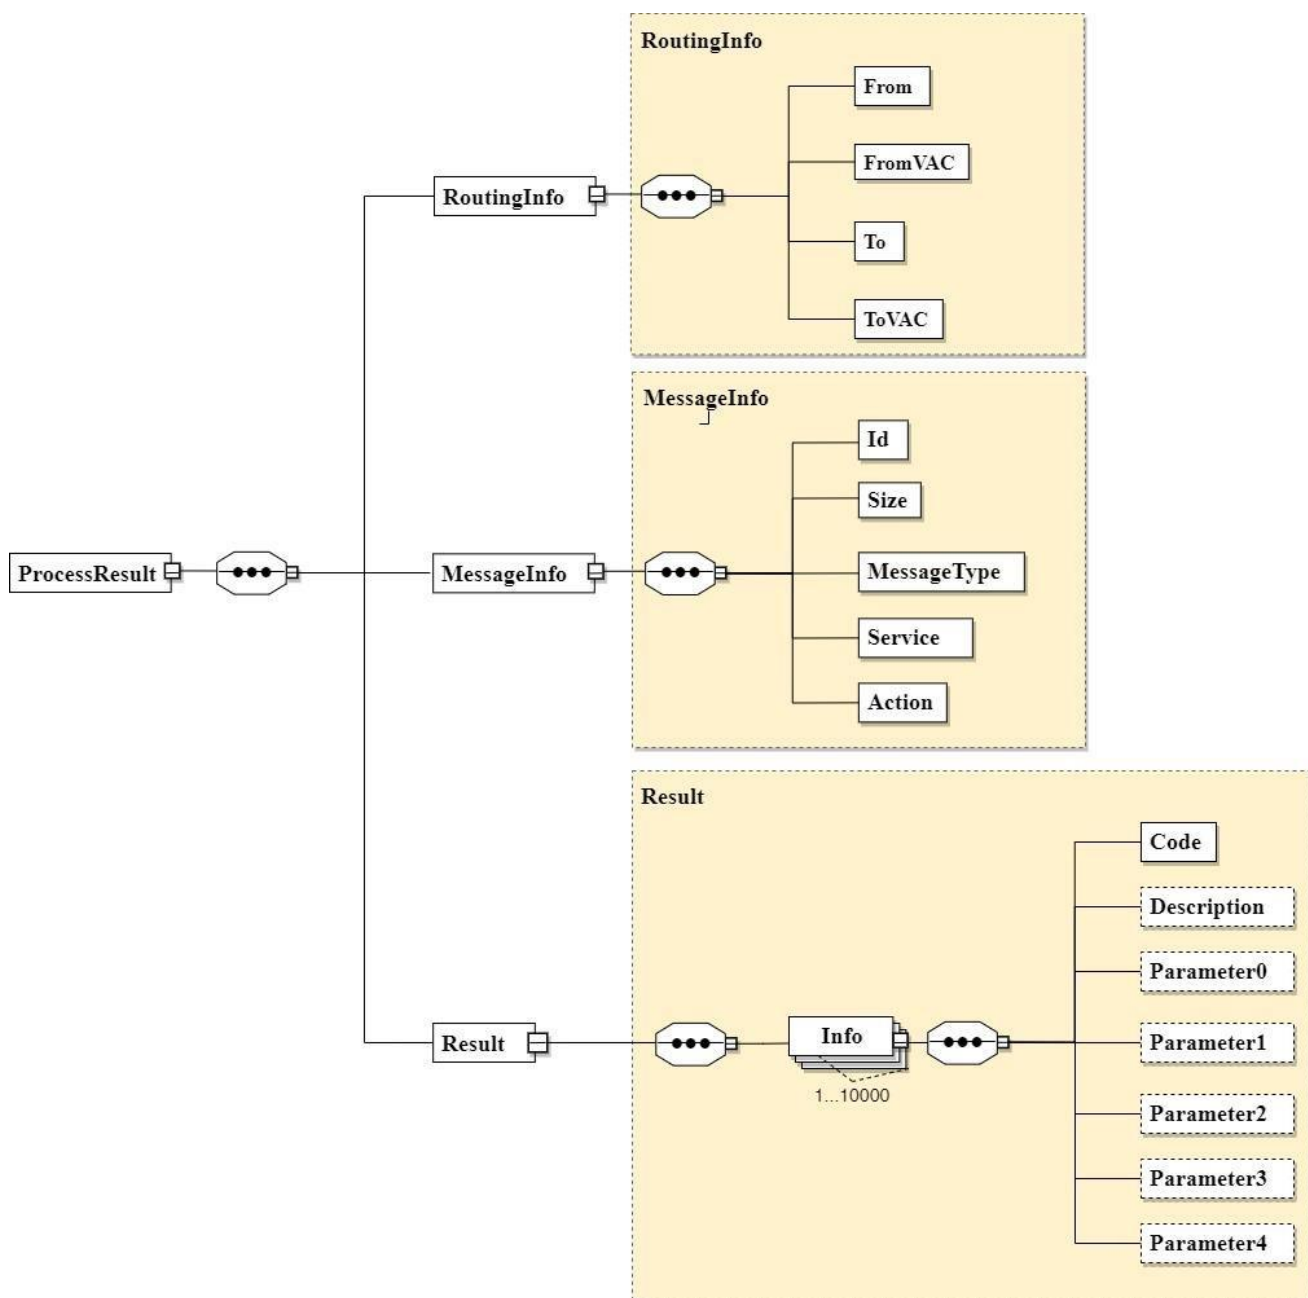 RoutingInfo
From
FromVAC
RoutingInfo
To
ToVAC
MessageInfo
Id
Size
ProcessResult
MessageInfo
MessageType
Service
Action
Result
Code
Description
Parameter0
Result
Info
Parameter1
1...10000
Parameter2
Parameter3
Parameter4